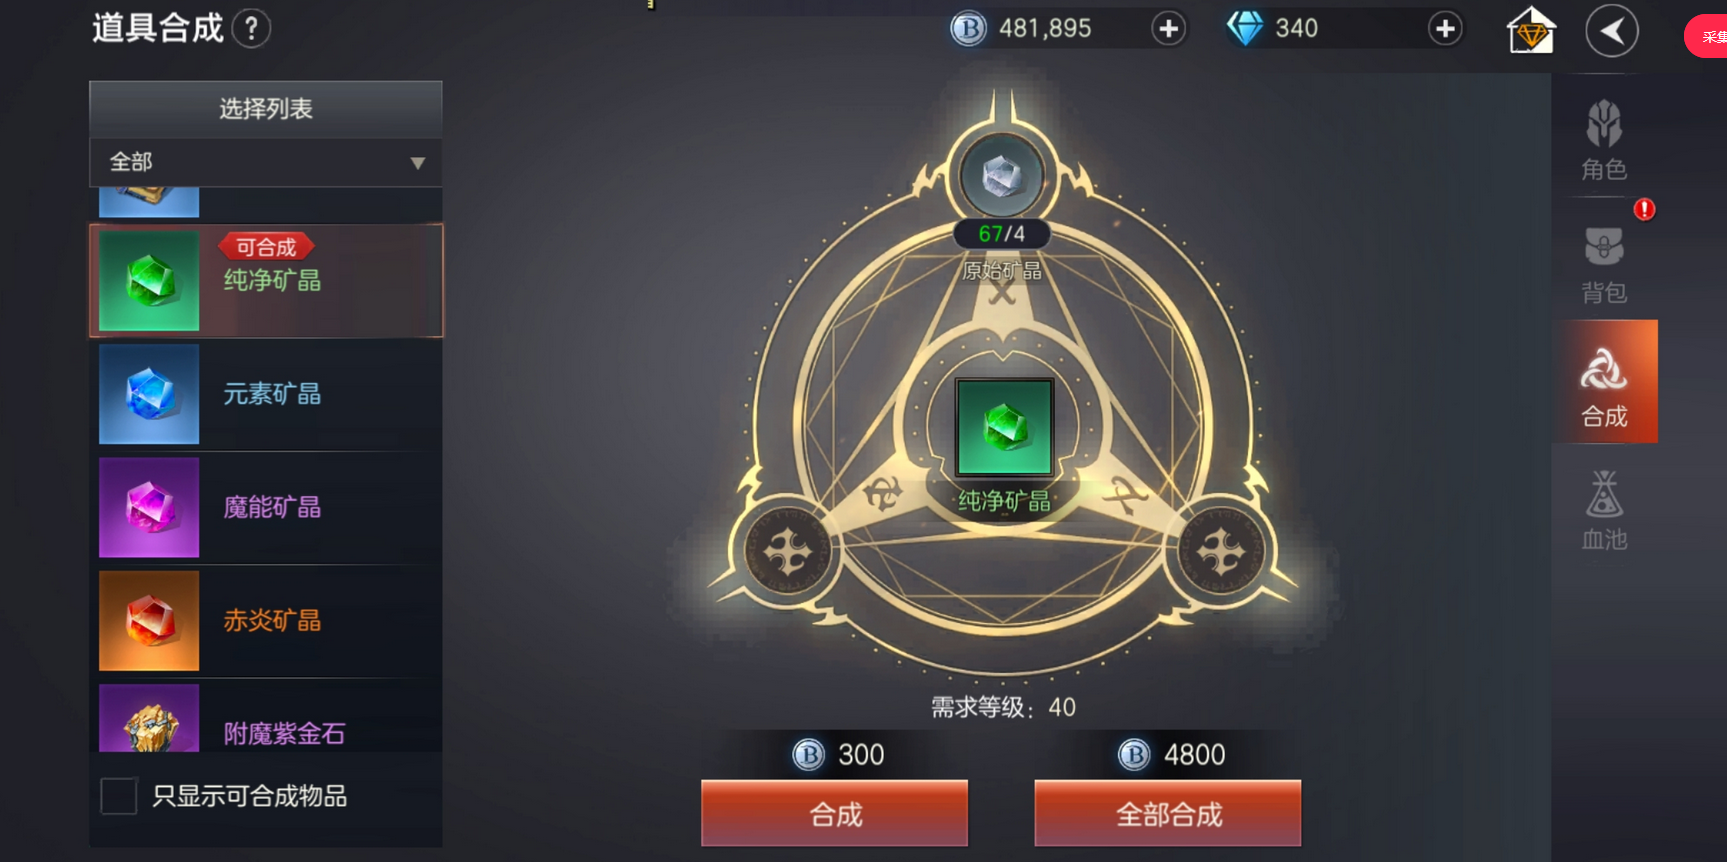 道具合成 ?
481,895
340
采集
选择列表
全部
可合成
纯净矿晶
元素矿晶
魔能矿晶
赤炎矿晶
附魔紫金石
只显示可合成物品
67/4
原始矿晶
纯净矿晶
需求等级: 40
300
4800
合成
全部合成
角色
背包
合成
血池